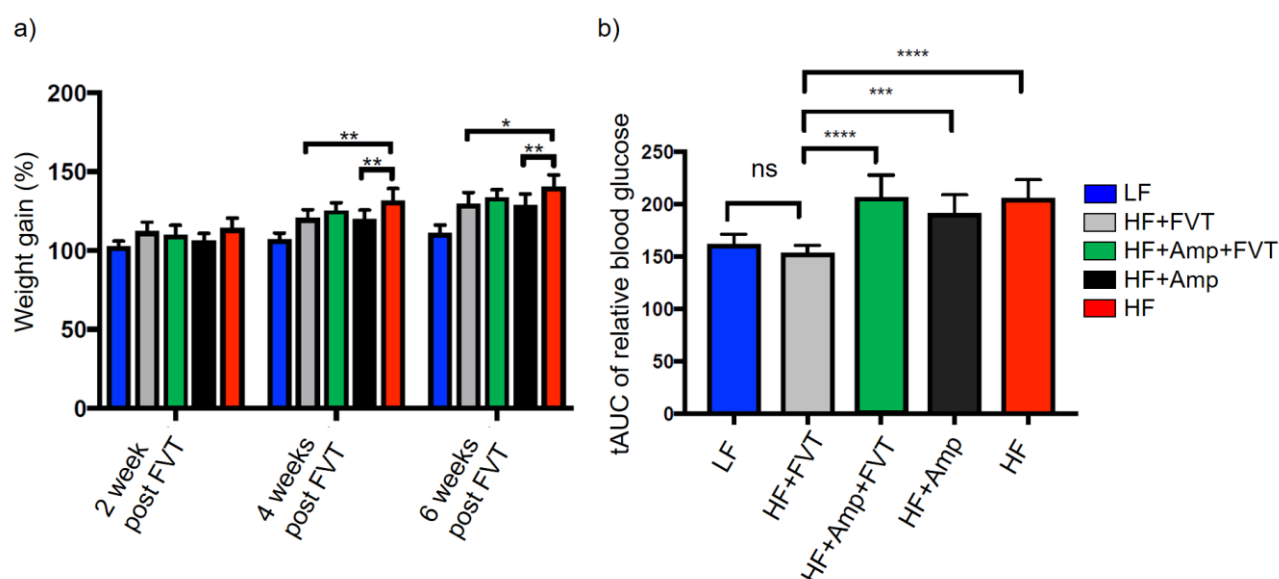 a)
Weight gain (%)
200
150
100
50
0
**
**
*
**
2 week
post FVT
4 weeks
post FVT
6 weeks
post FVT
b)
tAUC of relative blood glucose
250
200
150
100
50
0
****
***
****
ns
LF
HF+FVT
HF+Amp+FVT
HF+Amp
HF
LF
HF+FVT
HF+Amp+FVT
HF+Amp
HF